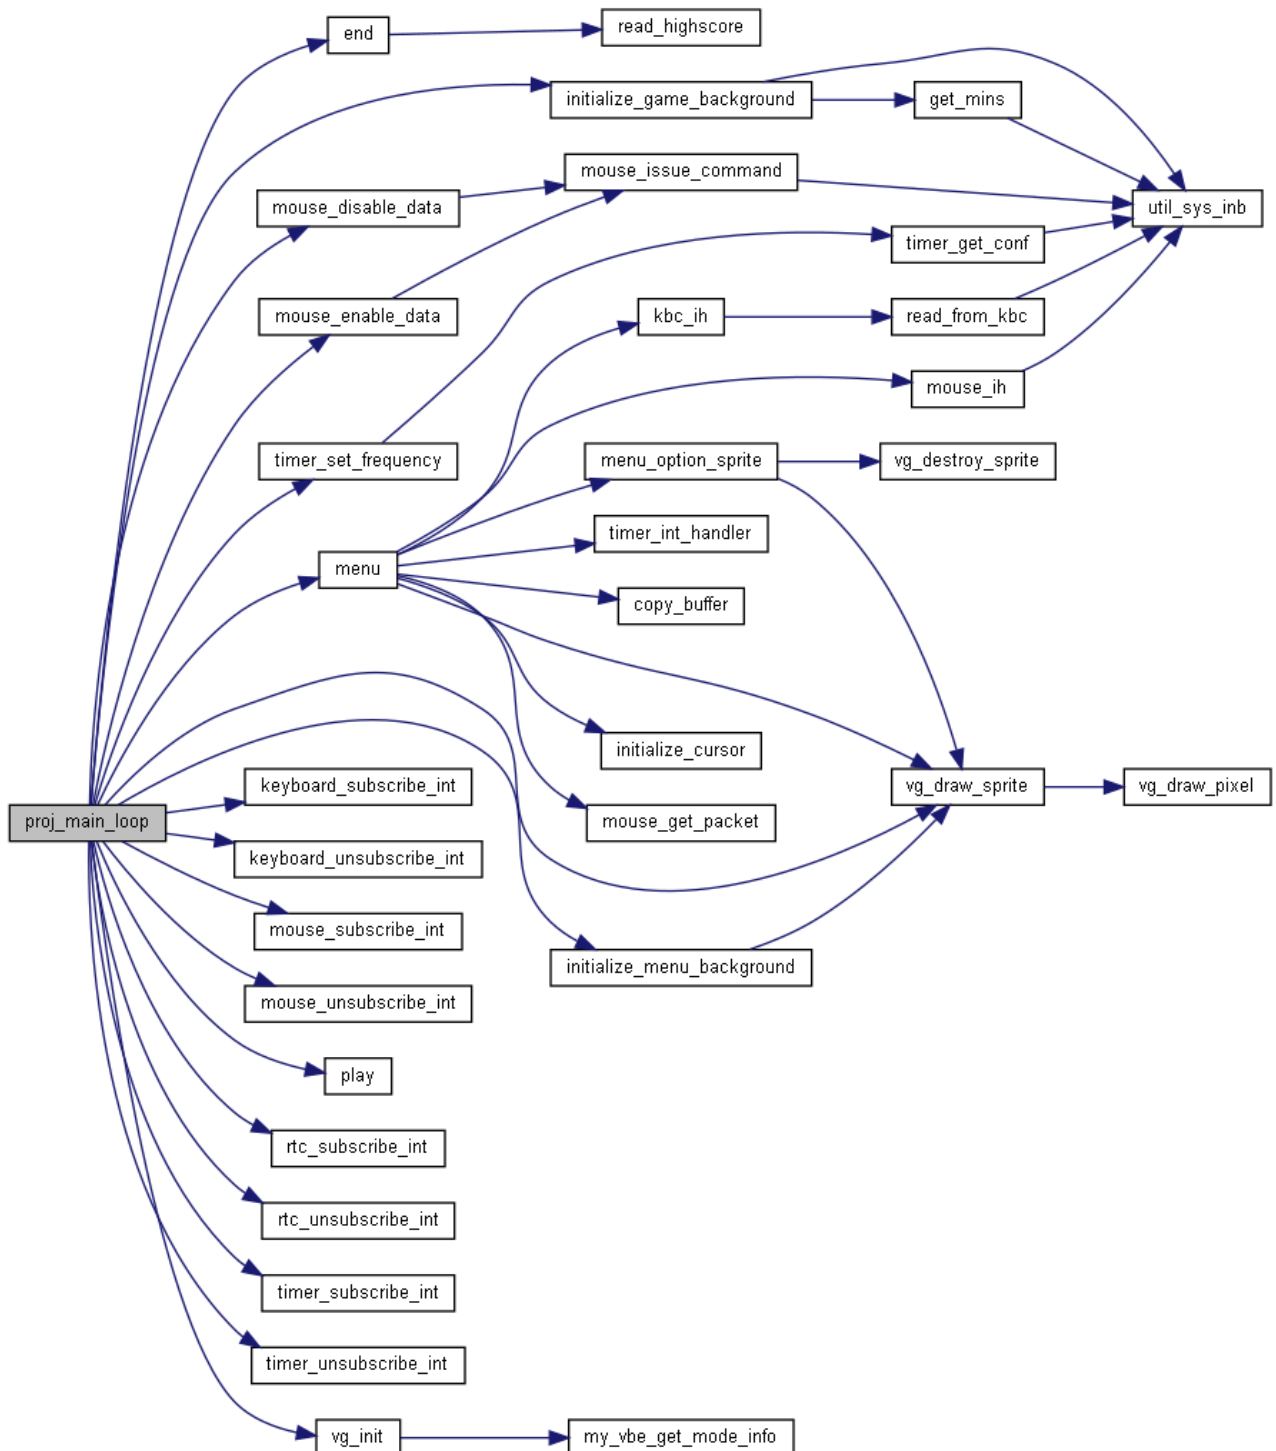 read_highscore
end
initialize_game_background
get_mins
mouse_issue_command
mouse_disable_data
util_sys_inb
timer_get_conf
mouse_enable_data
kbc_ih
read_from_kbc
mouse_ih
timer_set_frequency
menu_option_sprite
vg_destroy_sprite
timer_int_handler
menu
copy_buffer
initialize_cursor
keyboard_subscribe_int
vg_draw_sprite
vg_draw_pixel
proj_main_loop
mouse_get_packet
keyboard_unsubscribe_int
mouse_subscribe_int
initialize_menu_background
mouse_unsubscribe_int
play
rtc_subscribe_int
rtc_unsubscribe_int
timer_subscribe_int
timer_unsubscribe_int
vg_init
my_vbe_get_mode_info